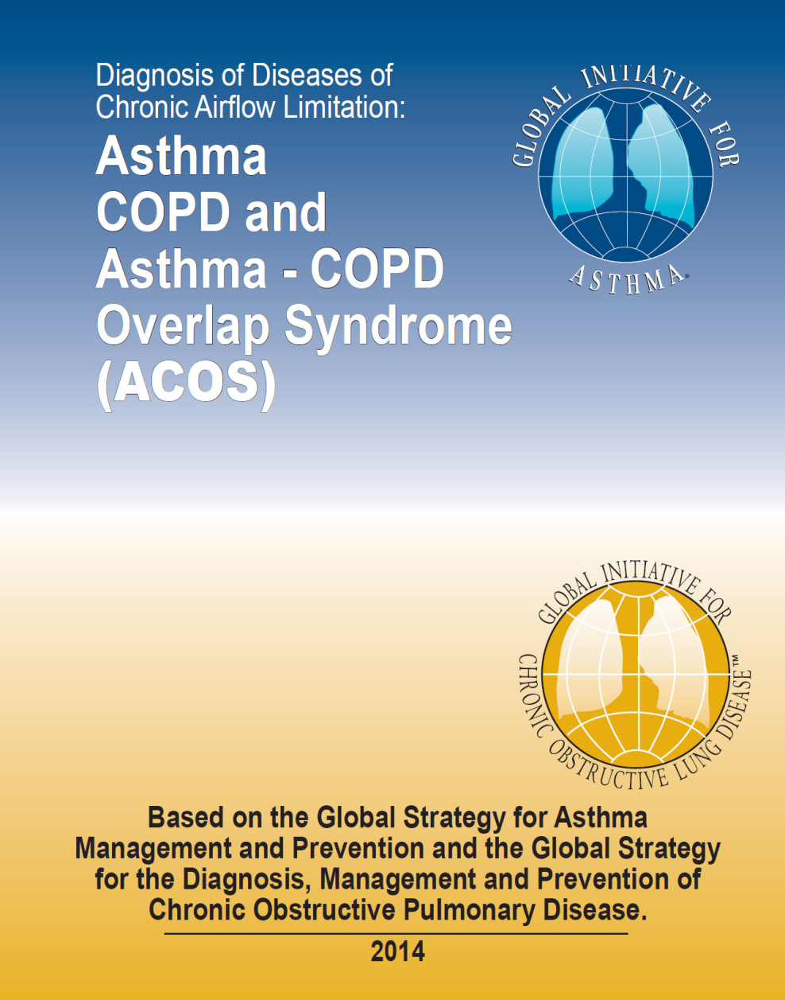 Diagnosis of Diseases of
Chronic Airflow Limitation:
Asthma
COPD and
Asthma - COPD
Overlap Syndrome
(ACOS)
GLOBAL INITIATIVE FOR
ASTHMA®
GLOBAL INITIATIVE FOR
CHRONIC OBSTRUCTIVE LUNG DISEASE™
Based on the Global Strategy for Asthma
Management and Prevention and the Global Strategy
for the Diagnosis, Management and Prevention of
Chronic Obstructive Pulmonary Disease.
2014